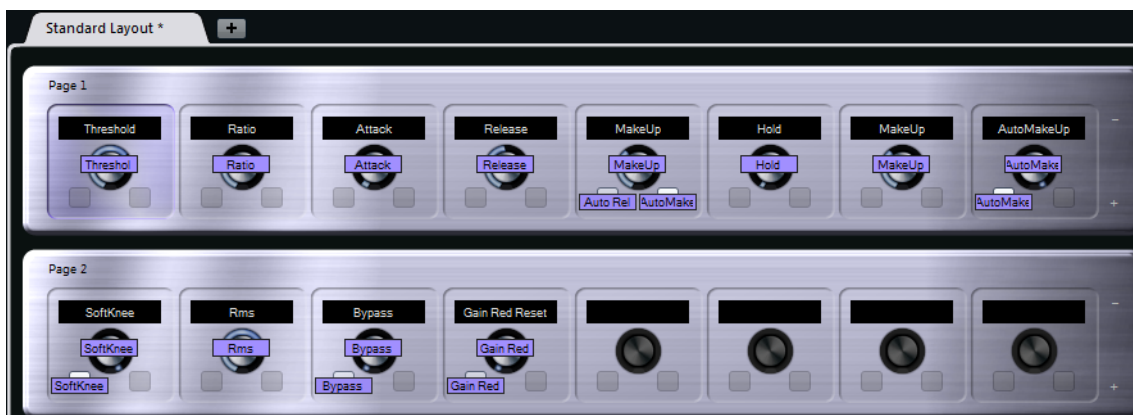 Standard Layout * +
Page 1
Threshold Ratio Attack Release MakeUp Hold MakeUp AutoMakeUp -
Threshol Ratio Attack Release MakeUp Hold MakeUp AutoMake
Auto Rel AutoMake AutoMake +
Page 2
SoftKnee Rms Bypass Gain Red Reset -
SoftKnee Rms Bypass Gain Red
SoftKnee Bypass Gain Red +